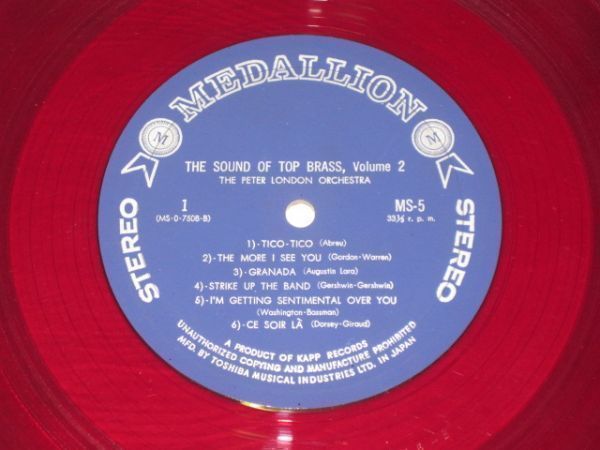 MEDALLION
M
M
THE SOUND OF TOP BRASS, Volume 2
THE PETER LONDON ORCHESTRA
I
MS-5
(MS-0-7508-B)
33⅓ r. p. m.
STEREO
STEREO
1)-TICO-TICO (Abreu)
2)-THE MORE I SEE YOU (Gordon-Warren)
3)-GRANADA (Augustin Lara)
4)-STRIKE UP THE BAND (Gershwin-Gershwin)
5)-I'M GETTING SENTIMENTAL OVER YOU
(Washington-Bassman)
6)-CE SOIR LÀ (Dorsey-Giraud)
A PRODUCT OF KAPP RECORDS
UNAUTHORIZED COPYING AND MANUFACTURE PROHIBITED
MFD. BY TOSHIBA MUSICAL INDUSTRIES LTD. IN JAPAN